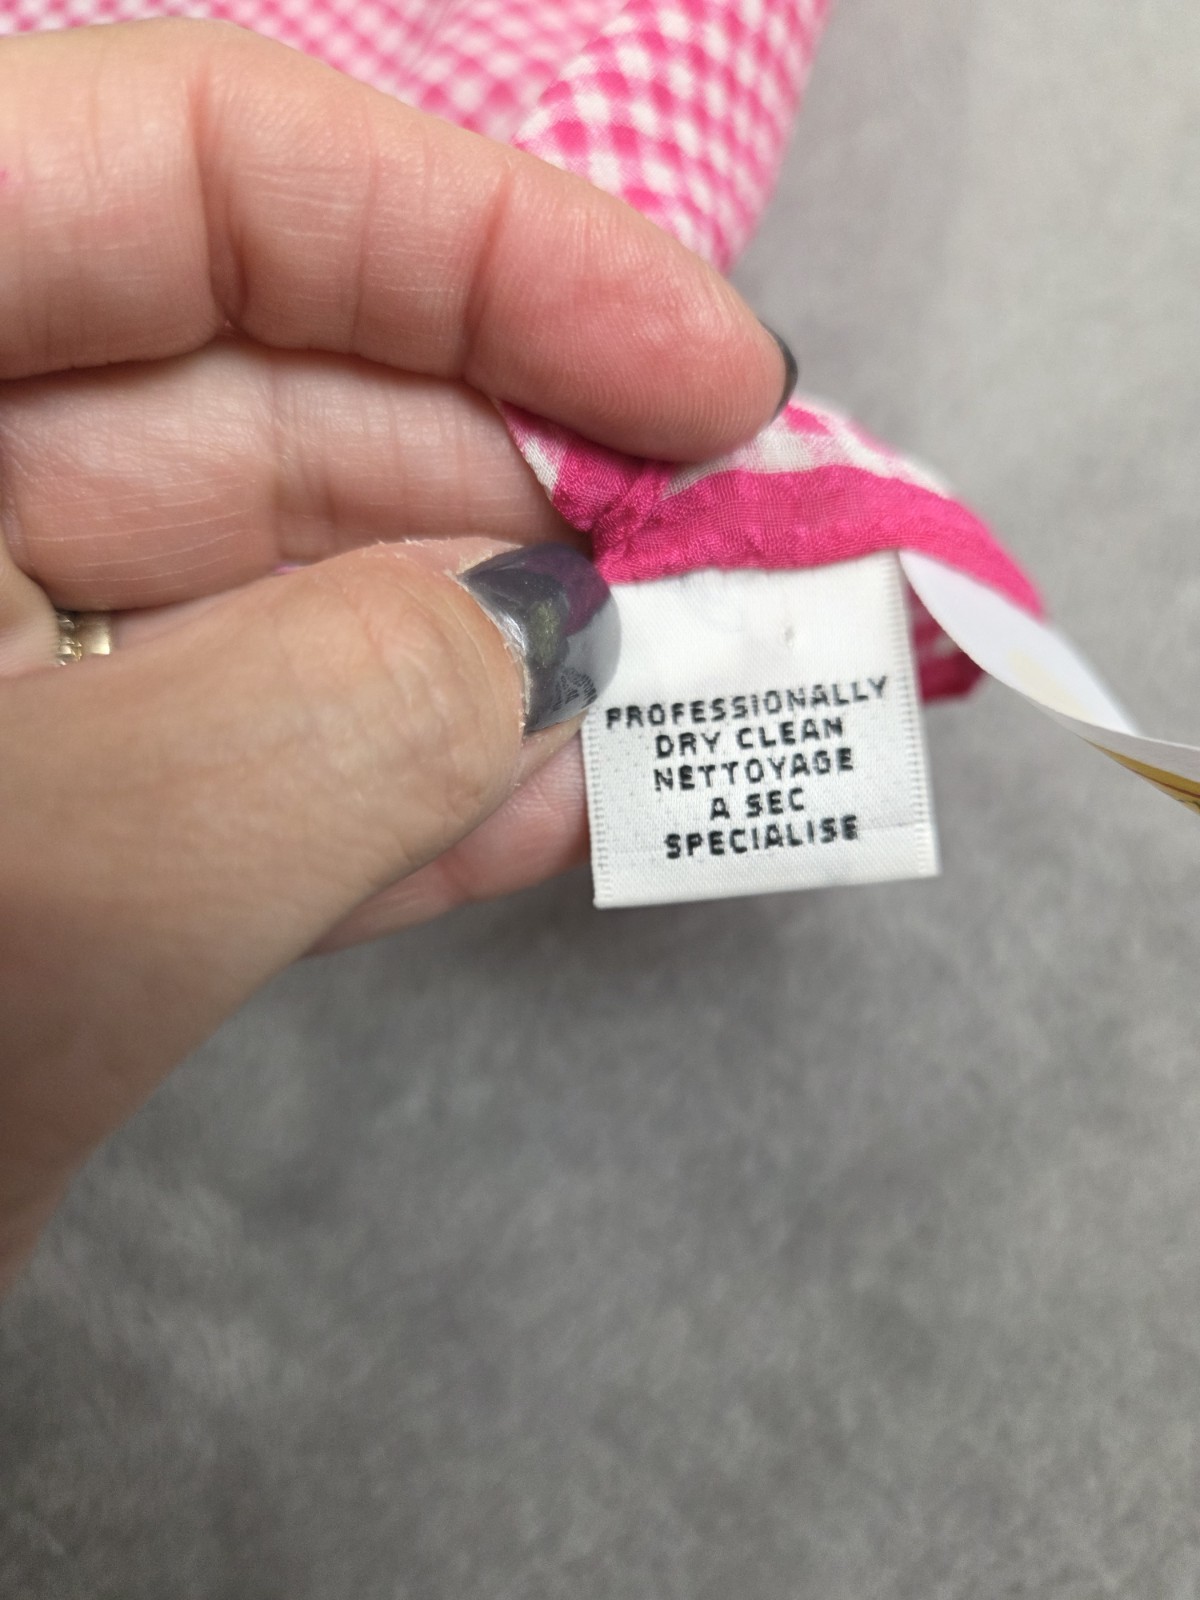 PROFESSIONALLY
DRY CLEAN
NETTOYAGE
A SEC
SPECIALISE